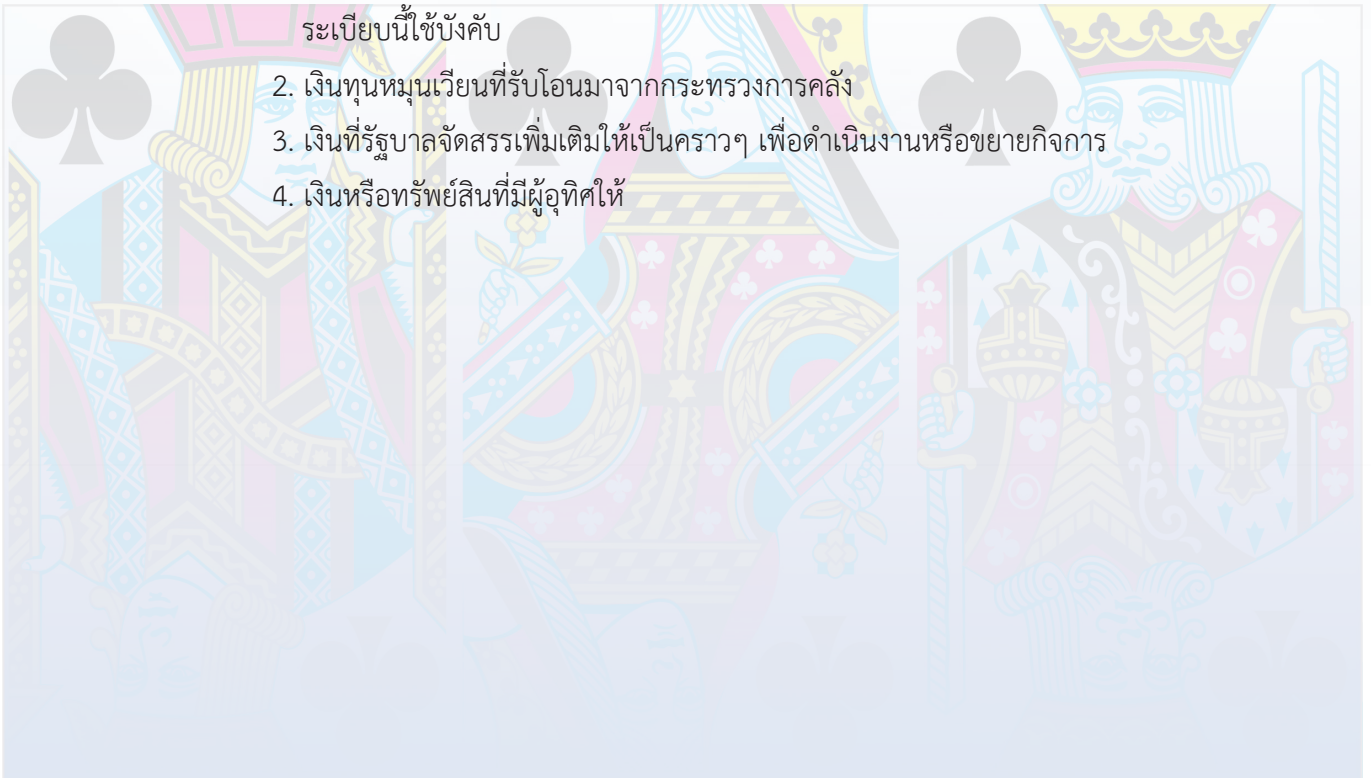 ระเบียบนี้ใช้บังคับ
2. เงินทุนหมุนเวียนที่รับโอนมาจากกระทรวงการคลัง
3. เงินที่รัฐบาลจัดสรรเพิ่มเติมให้เป็นคราวๆ เพื่อดำเนินงานหรือขยายกิจการ
4. เงินหรือทรัพย์สินที่มีผู้อุทิศให้